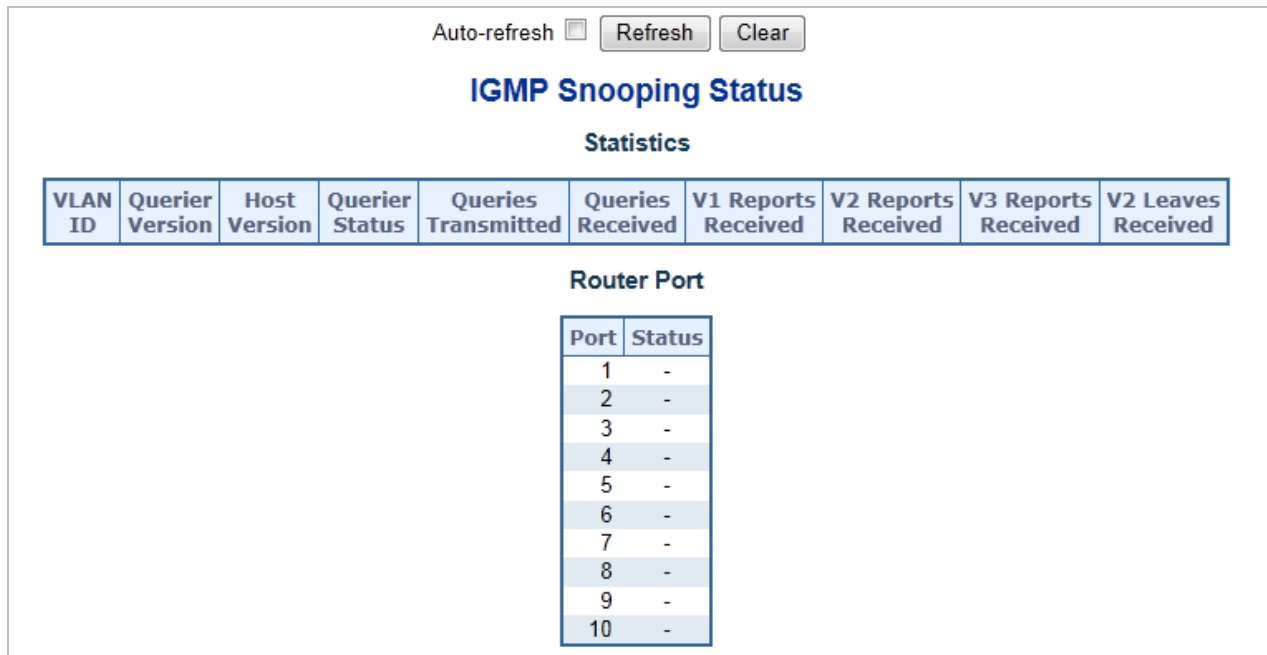 Auto-refresh Refresh Clear
IGMP Snooping Status
Statistics
VLAN ID Querier Version Host Version Querier Status Queries Transmitted Queries Received V1 Reports Received V2 Reports Received V3 Reports Received V2 Leaves Received
Router Port
Port Status
1 -
2 -
3 -
4 -
5 -
6 -
7 -
8 -
9 -
10 -